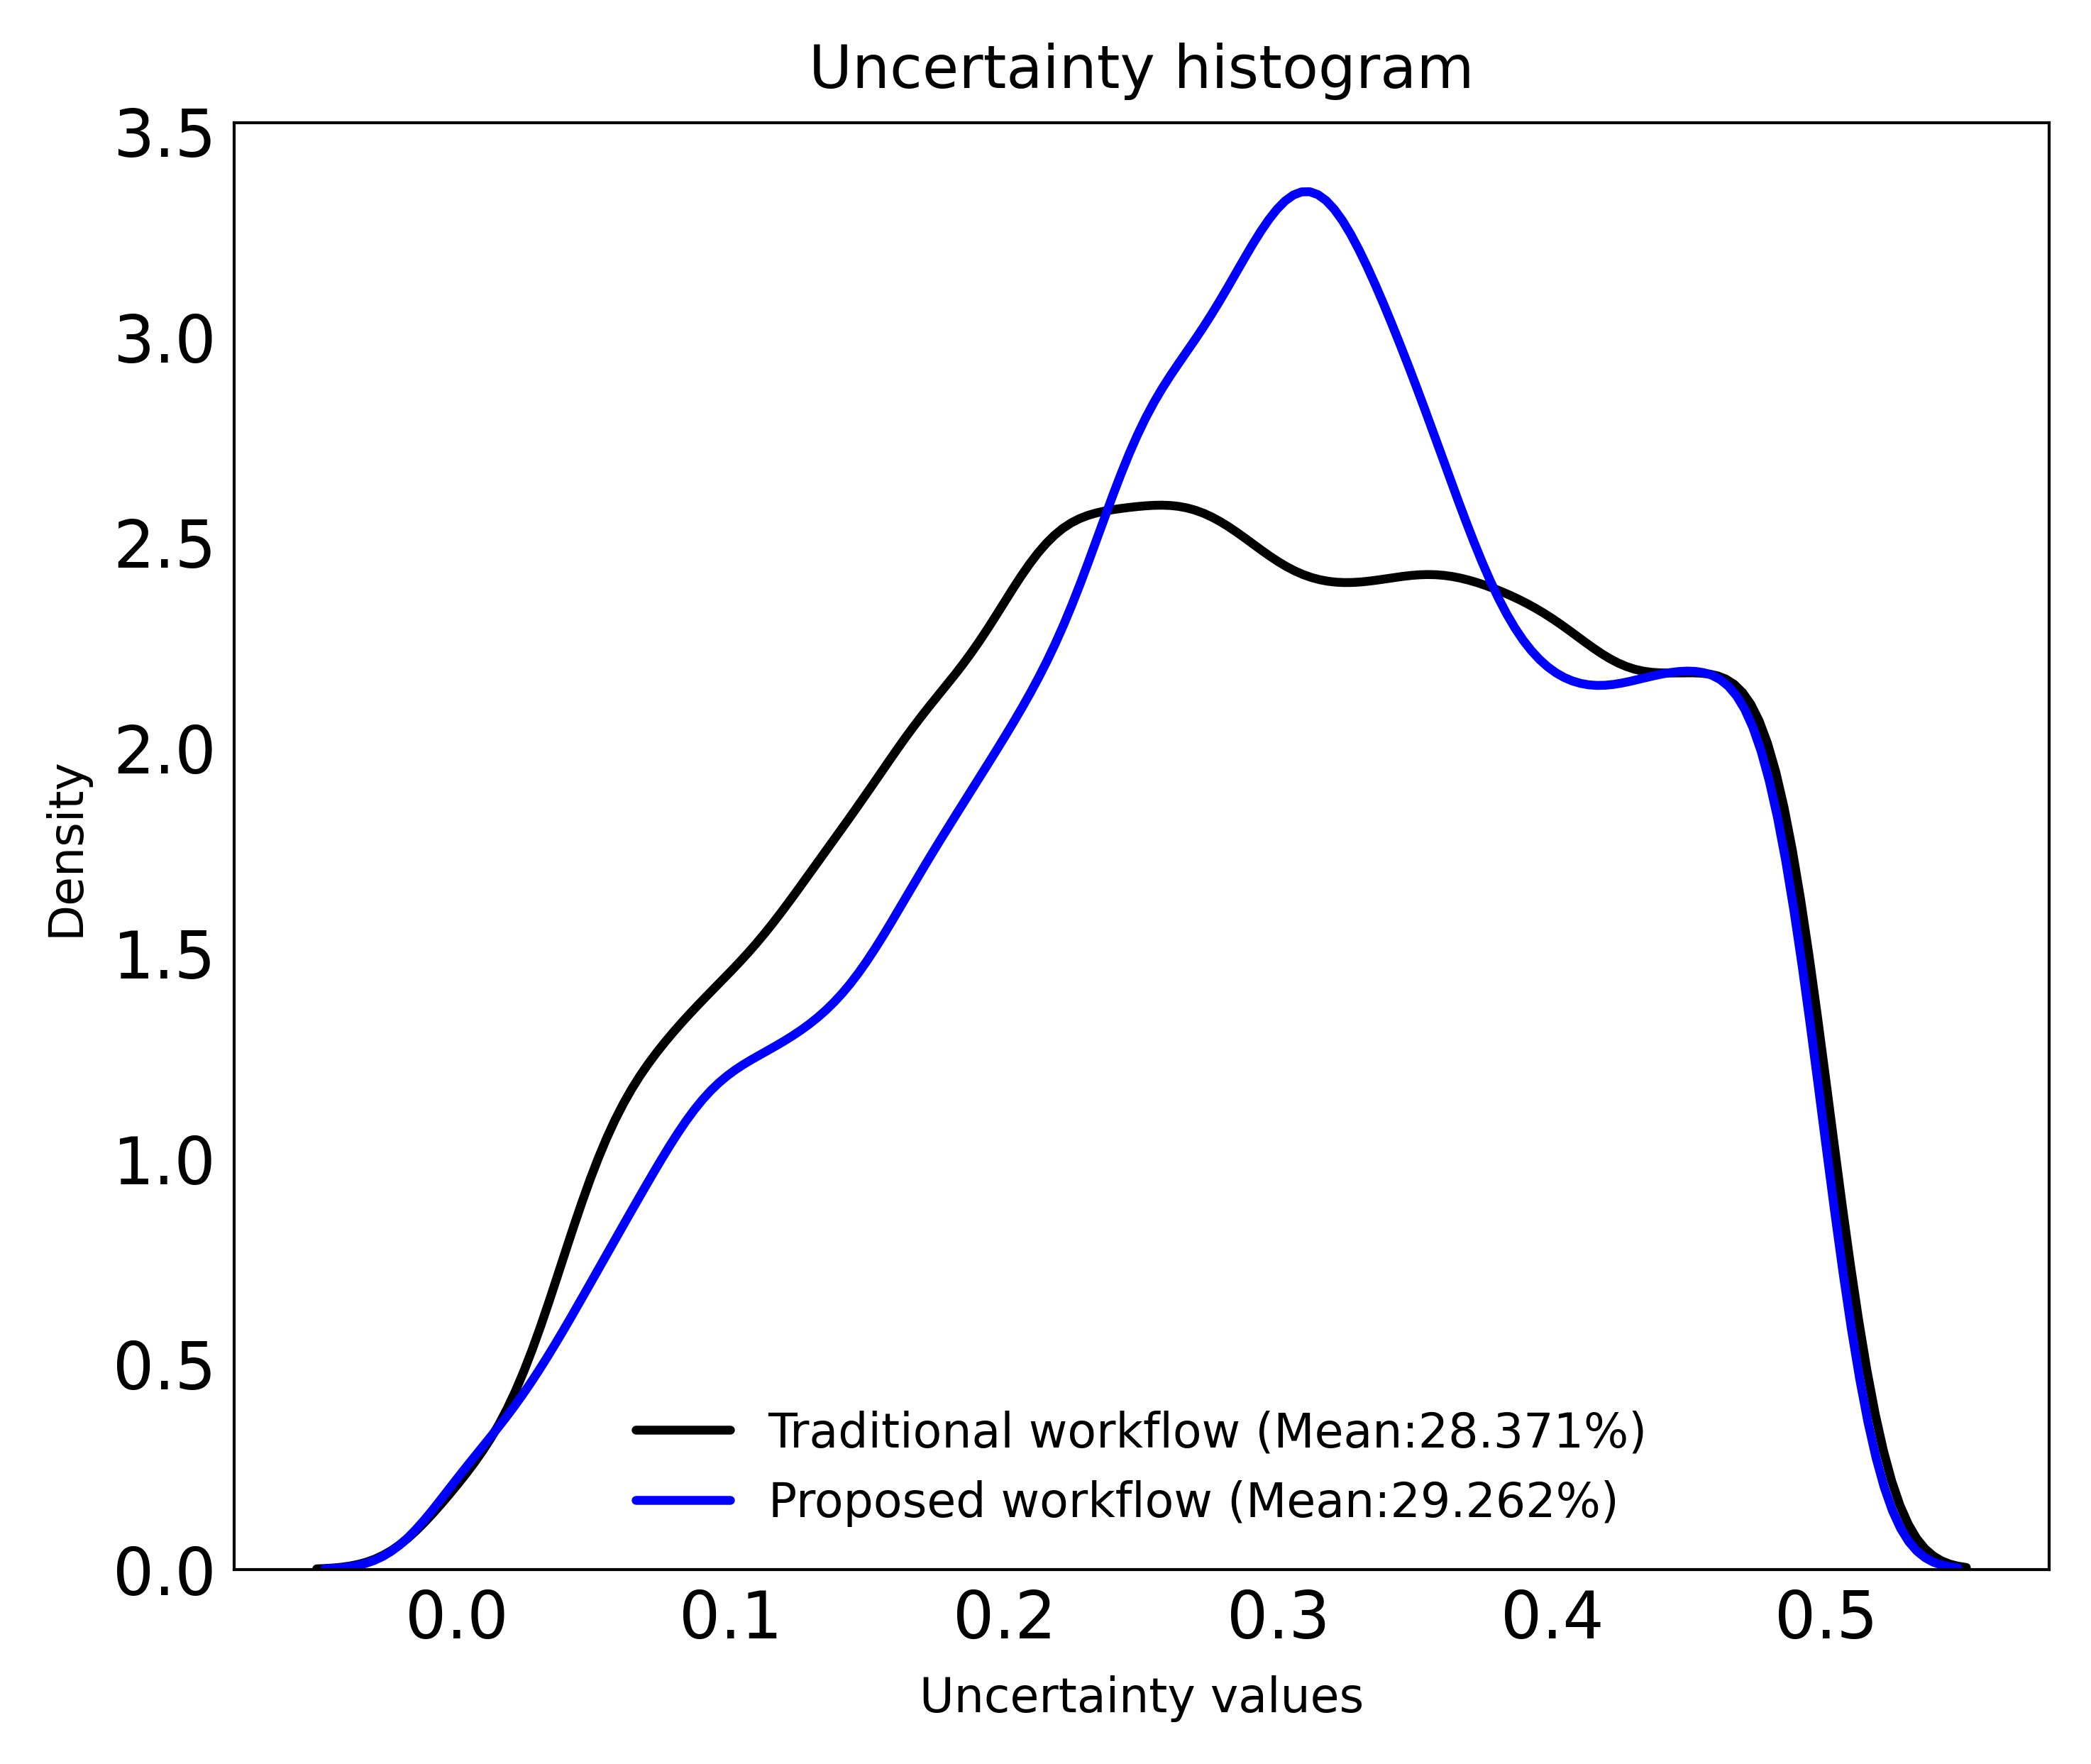 Uncertainty histogram
3.5
3.0
2.5
2.0
1.5
1.0
0.5
0.0
Density
Traditional workflow (Mean:28.371%)
Proposed workflow (Mean:29.262%)
0.0 0.1 0.2 0.3 0.4 0.5
Uncertainty values